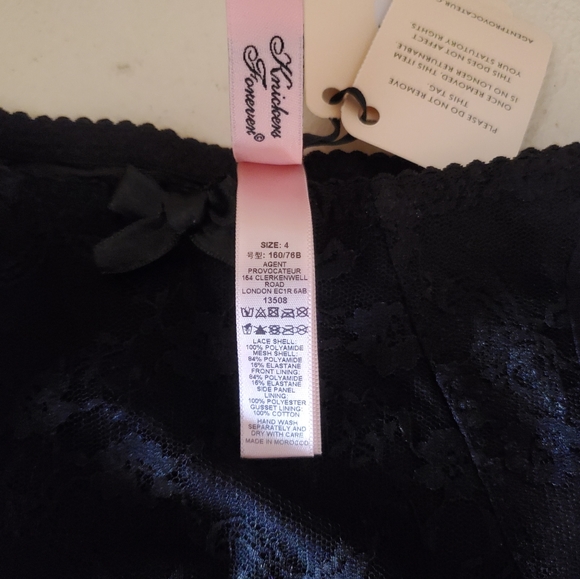 Knickers
Forever©
SIZE: 4
号型: 160/76B
AGENT
PROVOCATEUR
154 CLERKENWELL
ROAD
LONDON EC1R 5AB
13508
LACE SHELL:
100% POLYAMIDE
MESH SHELL:
84% POLYAMIDE
16% ELASTANE
FRONT LINING:
84% POLYAMIDE
16% ELASTANE
SIDE PANEL
LINING:
100% POLYESTER
GUSSET LINING:
100% COTTON
HAND WASH
SEPARATELY AND
DRY WITH CARE
MADE IN MOROCCO
PLEASE DO NOT REMOVE
THIS TAG.
ONCE REMOVED, THIS ITEM
IS NO LONGER RETURNABLE
THIS DOES NOT AFFECT
YOUR STATUTORY RIGHTS.